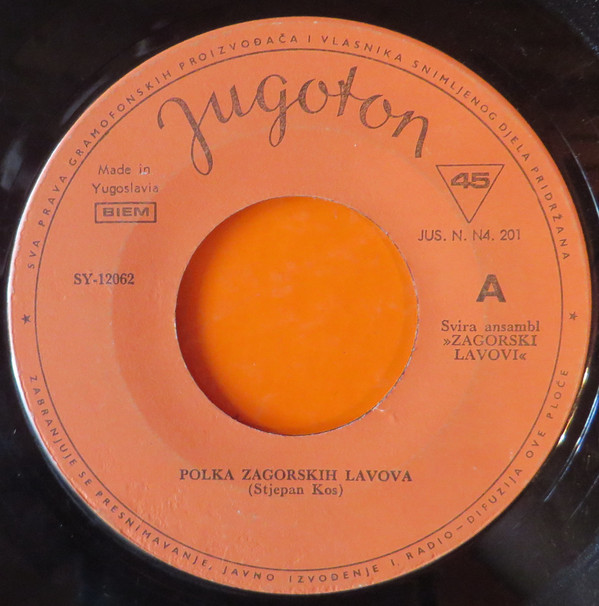 SVA PRAVA GRAMOFONSKIH PROIZVOĐAČA I VLASNIKA SNIMLJENOG DJELA PRIDRŽANA
Jugoton
Made in
Yugoslavia
BIEM
45
JUS. N. N4. 201
SY-12062
A
Svira ansambl
»ZAGORSKI
LAVOVI«
POLKA ZAGORSKIH LAVOVA
(Stjepan Kos)
ZABRANJUJE SE PRESNIMAVANJE, JAVNO IZVOĐENJE I RADIO-DIFUZIJA OVE PLOČE